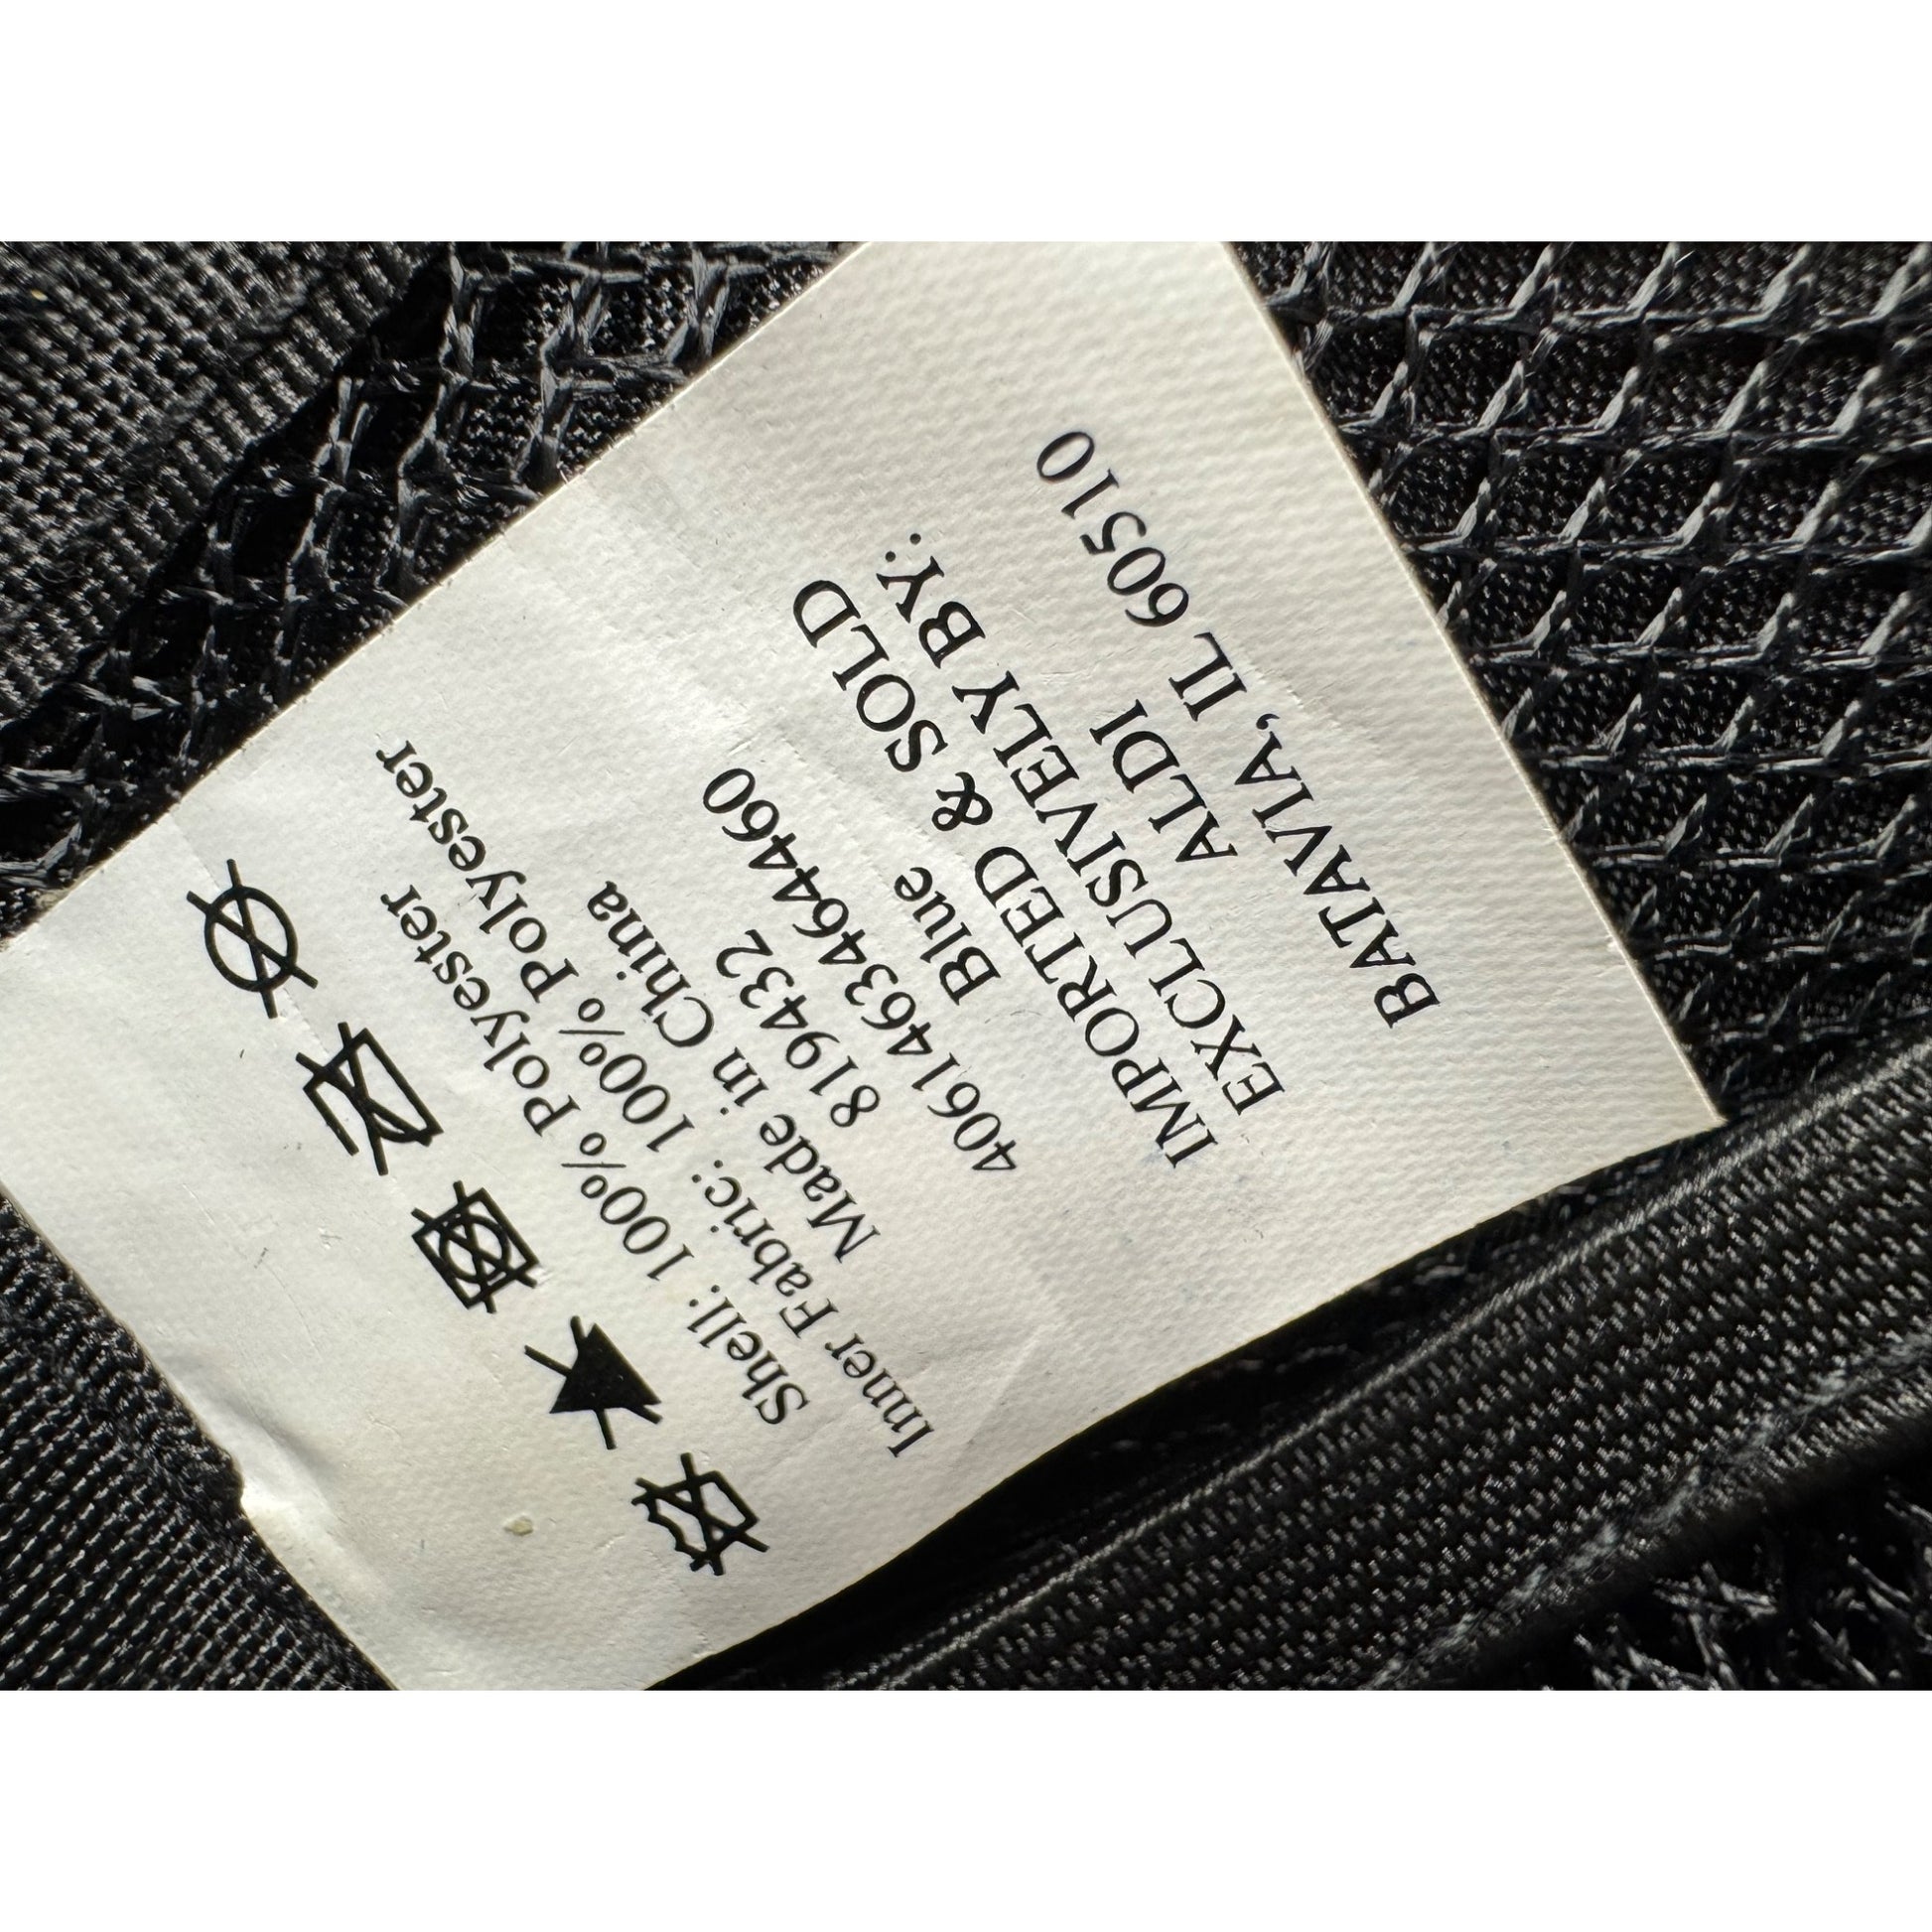 Shell: 100% Polyester
Inner Fabric: 100% Polyester
Made in China
819432
4061463464460
Blue
IMPORTED & SOLD
EXCLUSIVELY BY:
ALDI
BATAVIA, IL 60510